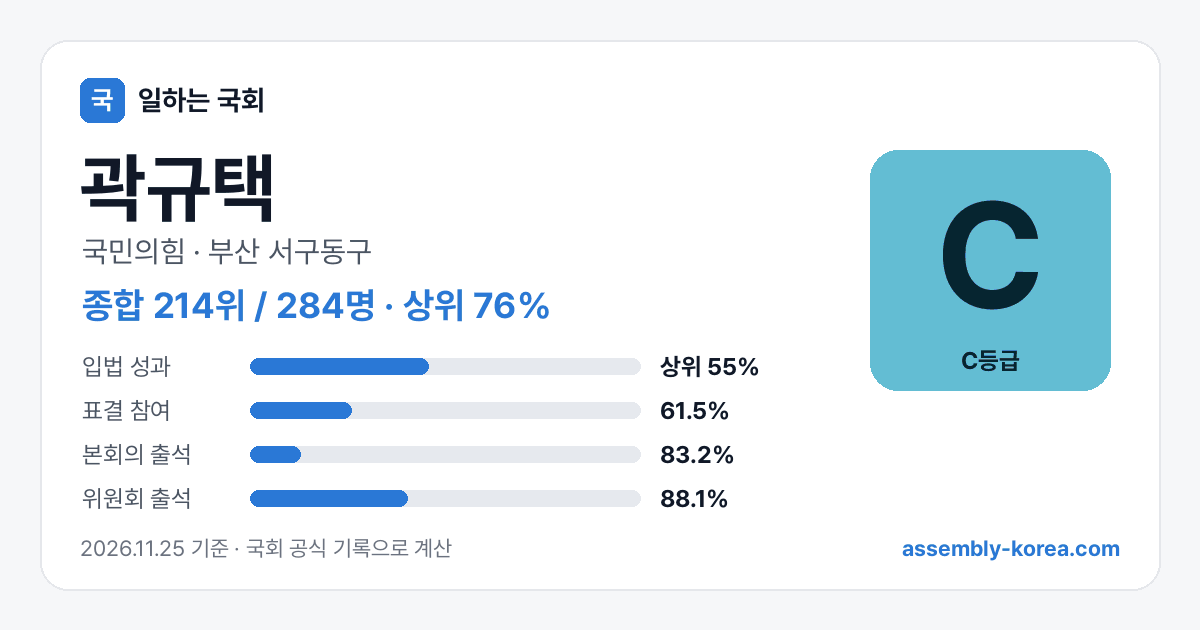 국 일하는 국회
곽규택
국민의힘 · 부산 서구동구
종합 214위 / 284명 · 상위 76%
C
C등급
입법 성과 상위 55%
표결 참여 61.5%
본회의 출석 83.2%
위원회 출석 88.1%
2026.11.25 기준 · 국회 공식 기록으로 계산
assembly-korea.com